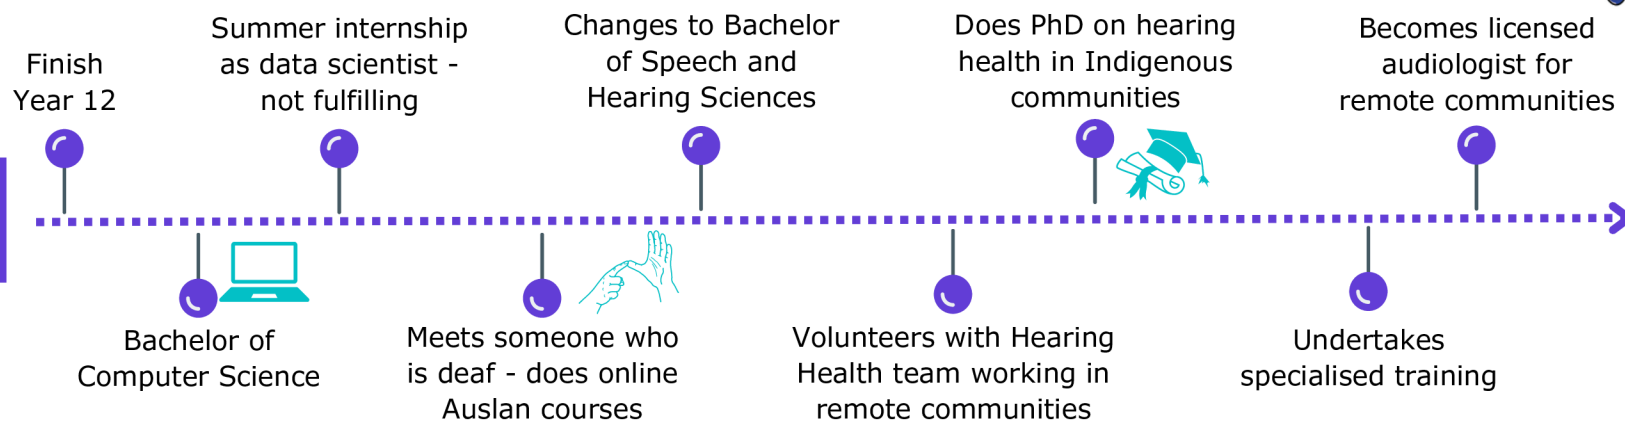 Finish
Year 12
Bachelor of
Computer Science
Summer internship
as data scientist -
not fulfilling
Meets someone who
is deaf - does online
Auslan courses
Changes to Bachelor
of Speech and
Hearing Sciences
Volunteers with Hearing
Health team working in
remote communities
Does PhD on hearing
health in Indigenous
communities
Undertakes
specialised training
Becomes licensed
audiologist for
remote communities